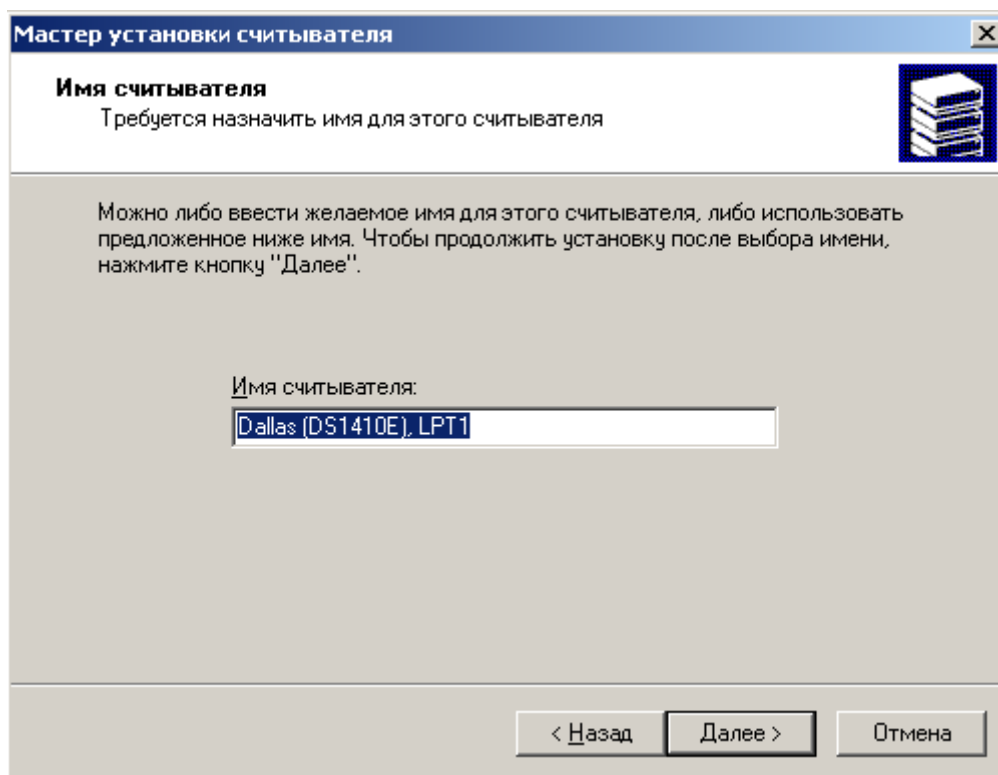 Мастер установки считывателя
Имя считывателя
Требуется назначить имя для этого считывателя
Можно либо ввести желаемое имя для этого считывателя, либо использовать
предложенное ниже имя. Чтобы продолжить установку после выбора имени,
нажмите кнопку "Далее".
Имя считывателя:
Dallas (DS1410E), LPT1
< Назад Далее > Отмена